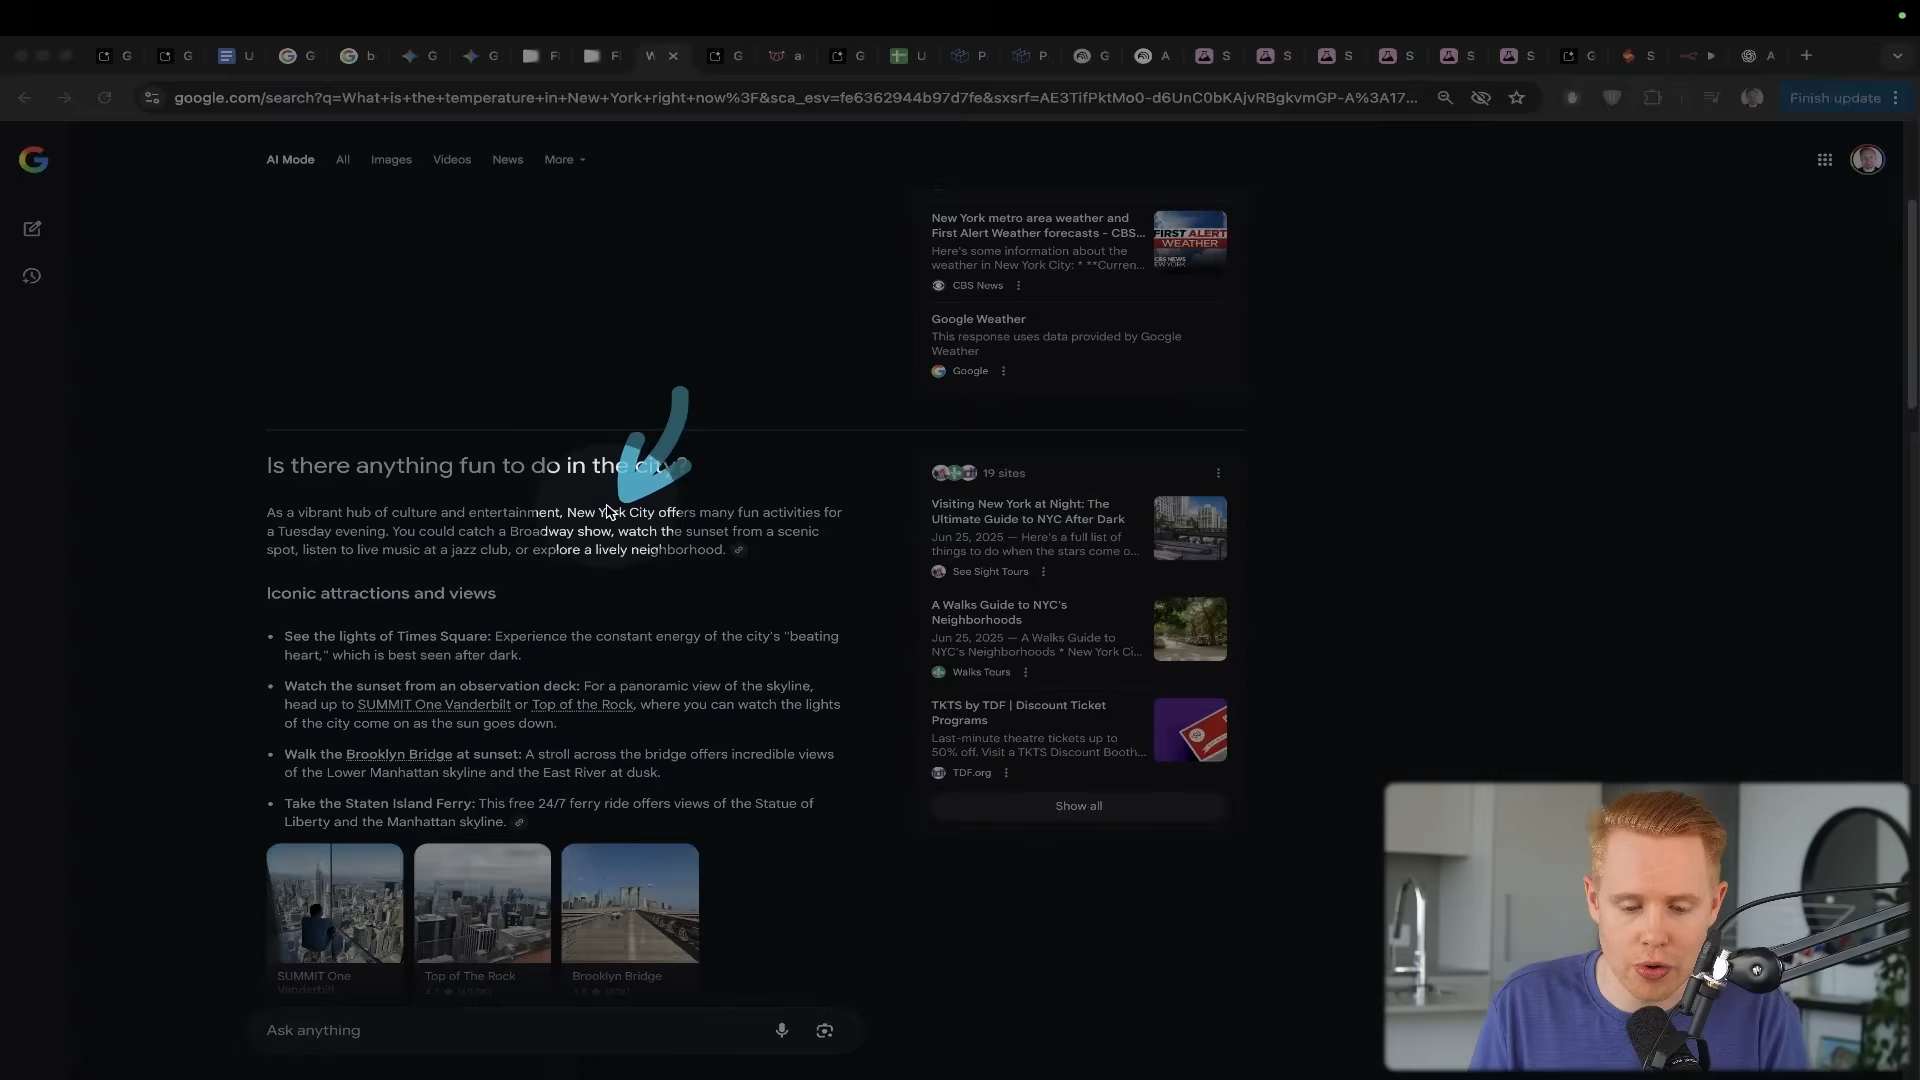 G
G
U
G
b
G
G
F
F
W
G
a
G
U
P
P
G
A
S
S
S
S
S
S
G
S
A
google.com/search?q=What+is+the+temperature+in+New+York+right+now%3F&sca_esv=fe6362944b97d7fe&sxsrf=AE3TifPktMo0-d6UnC0bKAjvRBgkvmGP-A%3A17...
Finish update
AI Mode All Images Videos News More
New York metro area weather and
First Alert Weather forecasts - CBS...
Here's some information about the
weather in New York City: * **Curren...
CBS News
FIRST ALERT
WEATHER
CBS NEWS
NEW YORK
Google Weather
This response uses data provided by Google
Weather
Google
Is there anything fun to do in the city?
As a vibrant hub of culture and entertainment, New York City offers many fun activities for
a Tuesday evening. You could catch a Broadway show, watch the sunset from a scenic
spot, listen to live music at a jazz club, or explore a lively neighborhood.
Iconic attractions and views
• See the lights of Times Square: Experience the constant energy of the city's "beating
heart," which is best seen after dark.
• Watch the sunset from an observation deck: For a panoramic view of the skyline,
head up to SUMMIT One Vanderbilt or Top of the Rock, where you can watch the lights
of the city come on as the sun goes down.
• Walk the Brooklyn Bridge at sunset: A stroll across the bridge offers incredible views
of the Lower Manhattan skyline and the East River at dusk.
• Take the Staten Island Ferry: This free 24/7 ferry ride offers views of the Statue of
Liberty and the Manhattan skyline.
SUMMIT One
Vanderbilt
Top of The Rock
Brooklyn Bridge
19 sites
Visiting New York at Night: The
Ultimate Guide to NYC After Dark
Jun 25, 2025 — Here's a full list of
things to do when the stars come o...
See Sight Tours
A Walks Guide to NYC's
Neighborhoods
Jun 25, 2025 — A Walks Guide to
NYC's Neighborhoods * New York Ci...
Walks Tours
TKTS by TDF | Discount Ticket
Programs
Last-minute theatre tickets up to
50% off. Visit a TKTS Discount Booth...
TDF.org
Show all
Ask anything